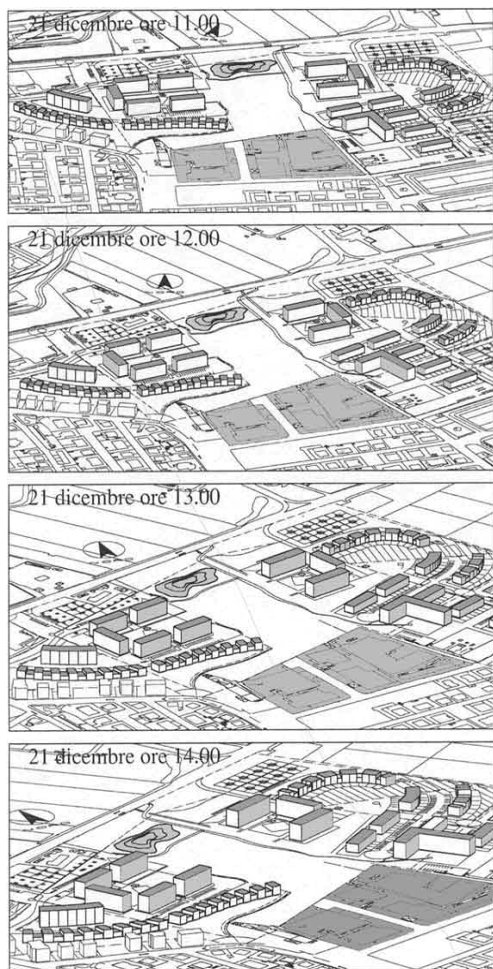 21 dicembre ore 11.00
21 dicembre ore 12.00
21 dicembre ore 13.00
21 dicembre ore 14.00